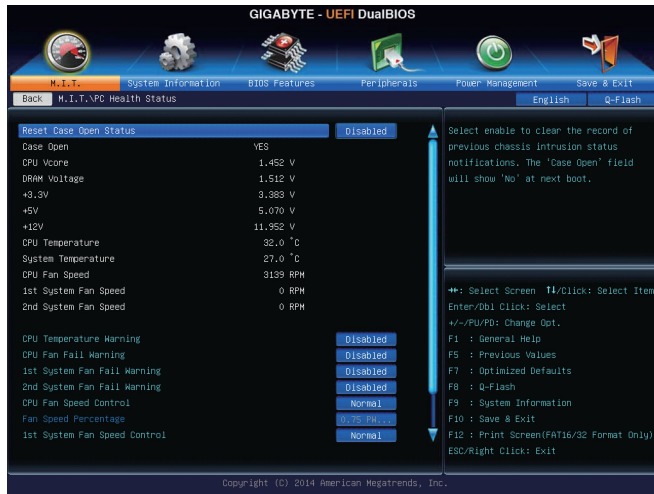 GIGABYTE - UEFI DualBIOS
M.I.T. System Information BIOS Features Peripherals Power Management Save & Exit
Back M.I.T.\PC Health Status English Q-Flash
Reset Case Open Status Disabled
Case Open YES
CPU Vcore 1.452 V
DRAM Voltage 1.512 V
+3.3V 3.383 V
+5V 5.070 V
+12V 11.952 V
CPU Temperature 32.0 °C
System Temperature 27.0 °C
CPU Fan Speed 3139 RPM
1st System Fan Speed 0 RPM
2nd System Fan Speed 0 RPM
CPU Temperature Warning Disabled
CPU Fan Fail Warning Disabled
1st System Fan Fail Warning Disabled
2nd System Fan Fail Warning Disabled
CPU Fan Speed Control Normal
Fan Speed Percentage 0.75 PW...
1st System Fan Speed Control Normal
Select enable to clear the record of
previous chassis intrusion status
notifications. The 'Case Open' field
will show 'No' at next boot.
→←: Select Screen ↑↓/Click: Select Item
Enter/Dbl Click: Select
+/-/PU/PD: Change Opt.
F1 : General Help
F5 : Previous Values
F7 : Optimized Defaults
F8 : Q-Flash
F9 : System Information
F10 : Save & Exit
F12 : Print Screen(FAT16/32 Format Only)
ESC/Right Click: Exit
Copyright (C) 2014 American Megatrends, Inc.